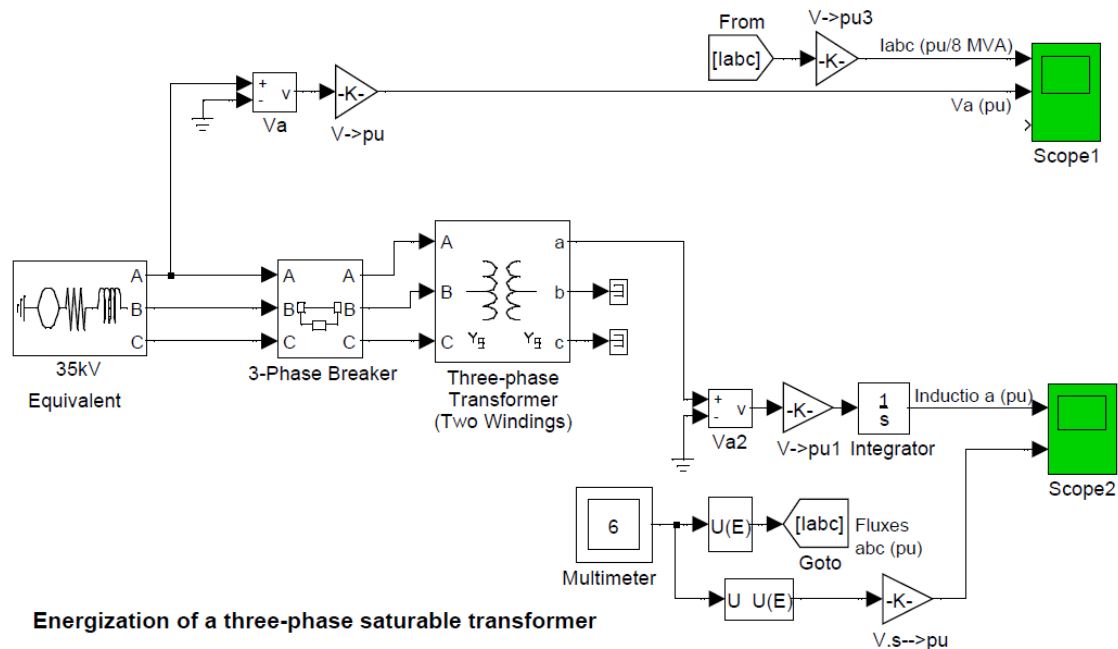 From
V->pu3
[Iabc]
-K-
Iabc (pu/8 MVA)
+
-
v
Va
-K-
V->pu
Va (pu)
Scope1
A
B
C
35kV
Equivalent
A
B
C
A
B
C
3-Phase Breaker
A
B
C
a
b
c
Yg
Yg
Three-phase
Transformer
(Two Windings)
+
-
v
Va2
-K-
V->pu1
1
s
Integrator
Inductio a (pu)
Scope2
6
Multimeter
U(E)
[Iabc]
Goto
Fluxes
abc (pu)
U U(E)
-K-
V.s-->pu
Energization of a three-phase saturable transformer